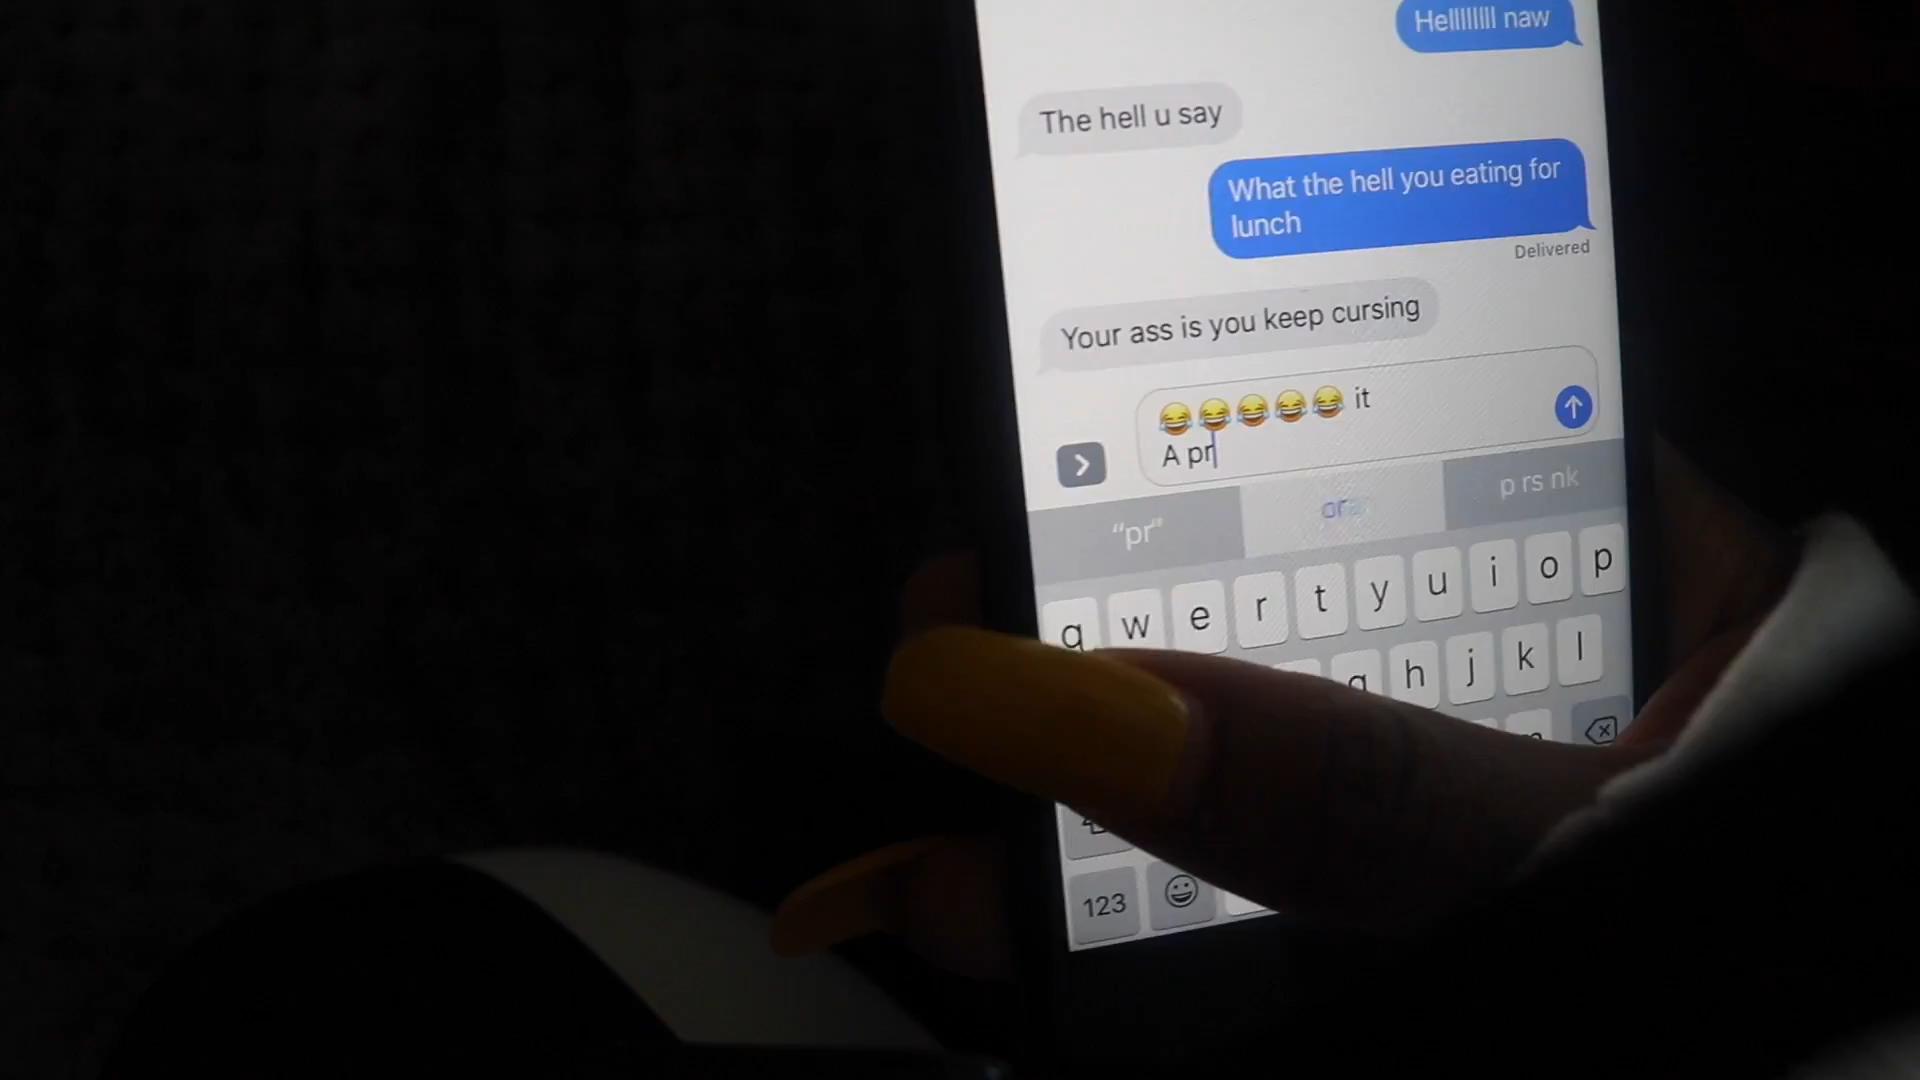 Hellllllll naw
The hell u say
What the hell you eating for
lunch
Delivered
Your ass is you keep cursing
😂😂😂😂😂 it
A pr
"pr" p rs nk
q w e r t y u i o p
g h j k l
123